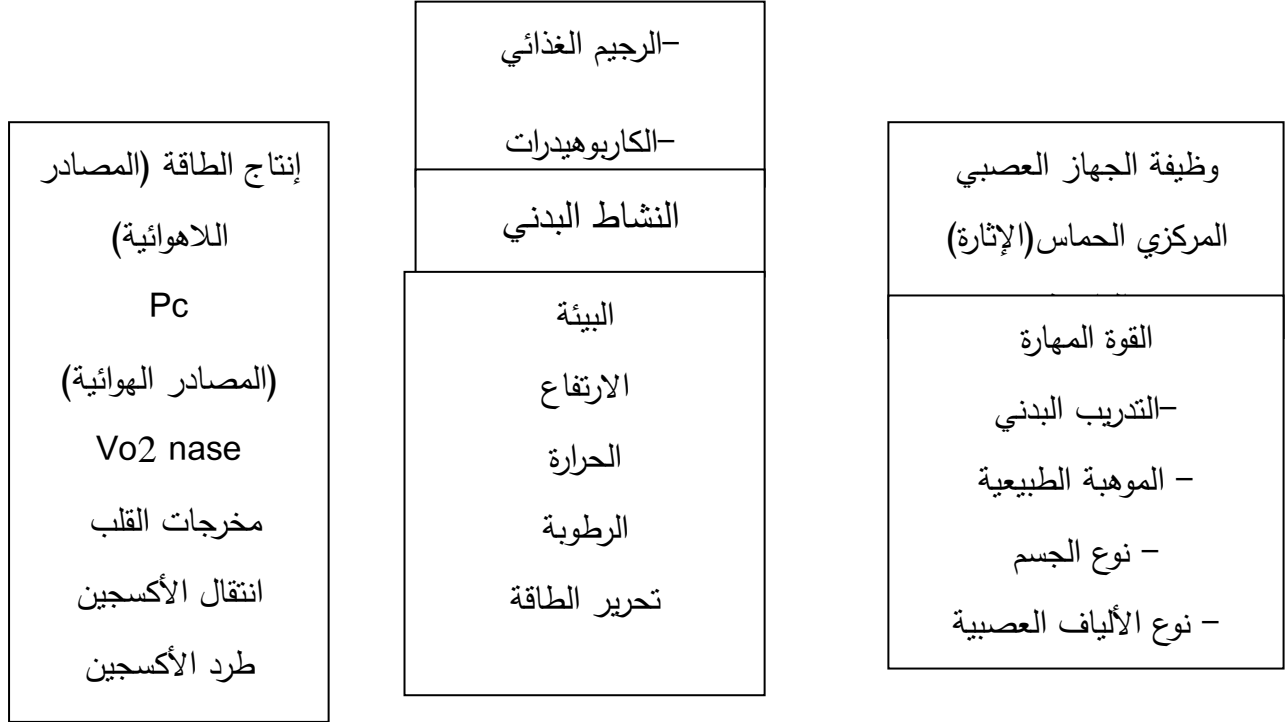 -الرجيم الغذائي
-الكاربوهيدرات
النشاط البدني
البيئة
الارتفاع
الحرارة
الرطوبة
تحرير الطاقة
وظيفة الجهاز العصبي
المركزي الحماس(الإثارة)
القوة المهارة
-التدريب البدني
- الموهبة الطبيعية
- نوع الجسم
- نوع الألياف العصبية
إنتاج الطاقة (المصادر
اللاهوائية)
Pc
(المصادر الهوائية)
Vo2 nase
مخرجات القلب
انتقال الأكسجين
طرد الأكسجين